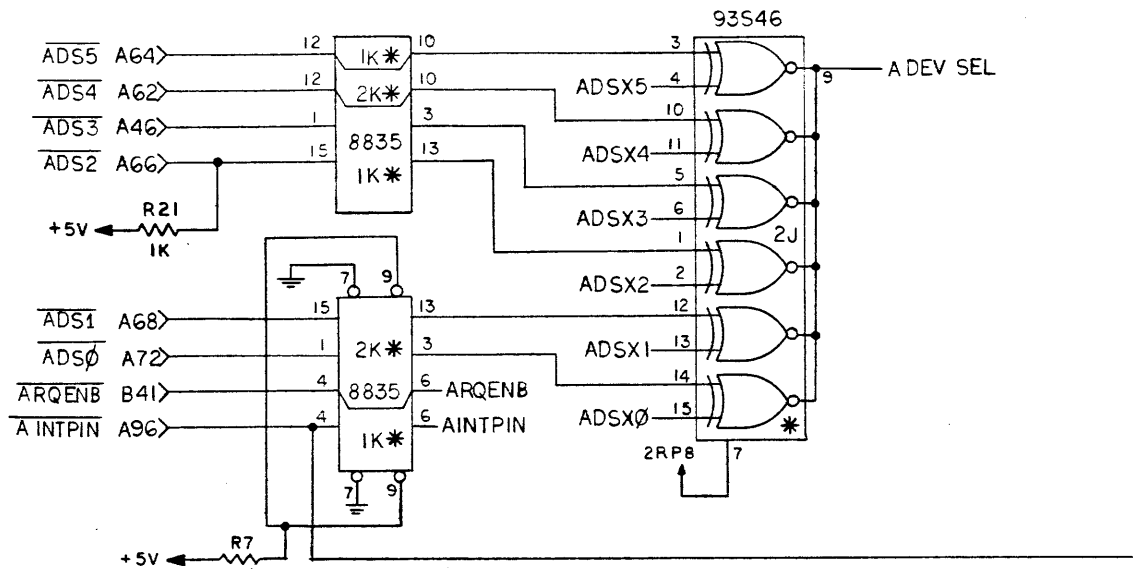 93S46
ADS5 A64 12 1K* 10 3
ADSX5 4 9 A DEV SEL
ADS4 A62 12 2K* 10 10
ADSX4 11
ADS3 A46 1 3 5
8835
ADSX3 6
ADS2 A66 15 1K* 13 1
2J
ADSX2 2
R21
+5V
1K
7 9
ADS1 A68 15 13 12
ADSX1 13
ADSØ A72 1 2K* 3 14
ADSXØ 15 *
ARQENB B41 4 8835 6 ARQENB
A INTPIN A96 4 1K* 6 AINTPIN
2RP8 7
7 9
R7
+5V